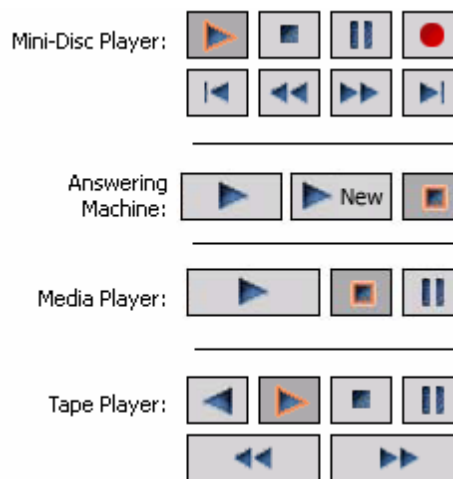 Mini-Disc Player:
Answering
New
Machine:
Media Player:
Tape Player: